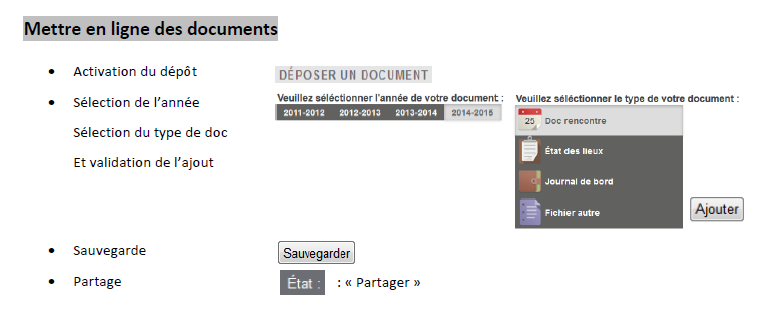 Mettre en ligne des documents
• Activation du dépôt
DÉPOSER UN DOCUMENT
• Sélection de l'année
Sélection du type de doc
Et validation de l'ajout
Veuillez séléctionner l'année de votre document :
2011-2012 2012-2013 2013-2014 2014-2015
Veuillez séléctionner le type de votre document :
25 Doc rencontre
État des lieux
Journal de bord
Fichier autre
Ajouter
• Sauvegarde
Sauvegarder
• Partage
État : : « Partager »